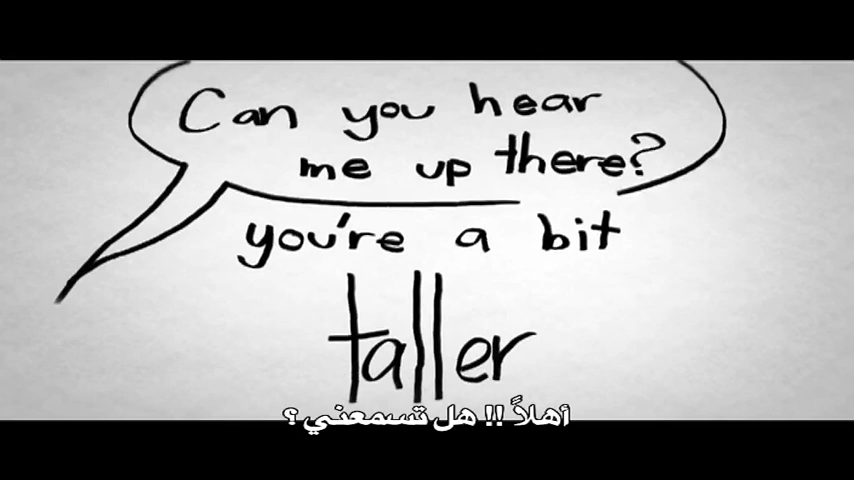 Can you hear
me up there?
you're a bit
taller
أهلاً !! هل تسمعني ؟